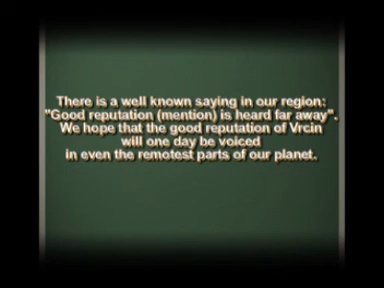 There is a well known saying in our region:
"Good reputation (mention) is heard far away".
We hope that the good reputation of Vrcin
will one day be voiced
in even the remotest parts of our planet.